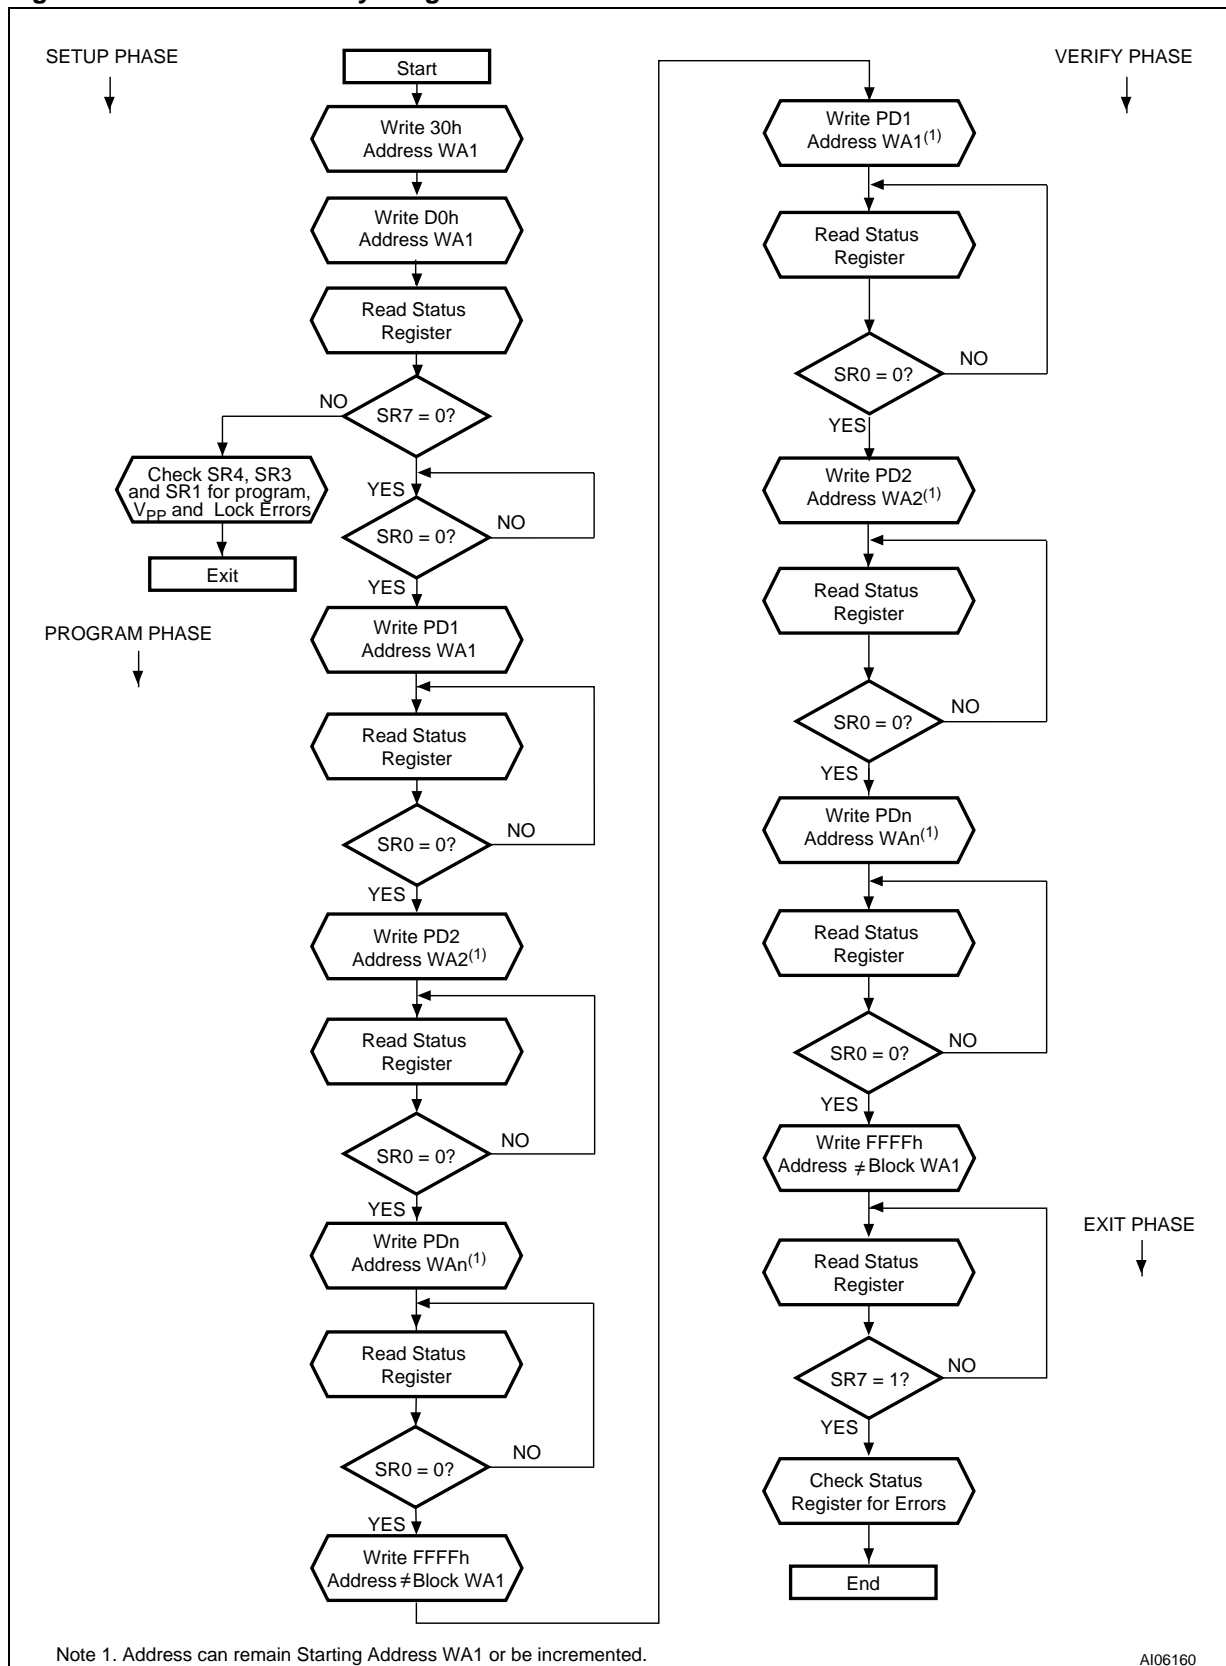 SETUP PHASE
Start
Write 30h
Address WA1
Write D0h
Address WA1
Read Status
Register
NO
SR7 = 0?
Check SR4, SR3
and SR1 for program,
VPP and Lock Errors
Exit
YES
SR0 = 0?
NO
YES
PROGRAM PHASE
Write PD1
Address WA1
Read Status
Register
SR0 = 0?
NO
YES
Write PD2
Address WA2(1)
Read Status
Register
SR0 = 0?
NO
YES
Write PDn
Address WAn(1)
Read Status
Register
SR0 = 0?
NO
YES
Write FFFFh
Address ≠ Block WA1
VERIFY PHASE
Write PD1
Address WA1(1)
Read Status
Register
SR0 = 0?
NO
YES
Write PD2
Address WA2(1)
Read Status
Register
SR0 = 0?
NO
YES
Write PDn
Address WAn(1)
Read Status
Register
SR0 = 0?
NO
YES
Write FFFFh
Address ≠ Block WA1
EXIT PHASE
Read Status
Register
SR7 = 1?
NO
YES
Check Status
Register for Errors
End
Note 1. Address can remain Starting Address WA1 or be incremented.
AI06160